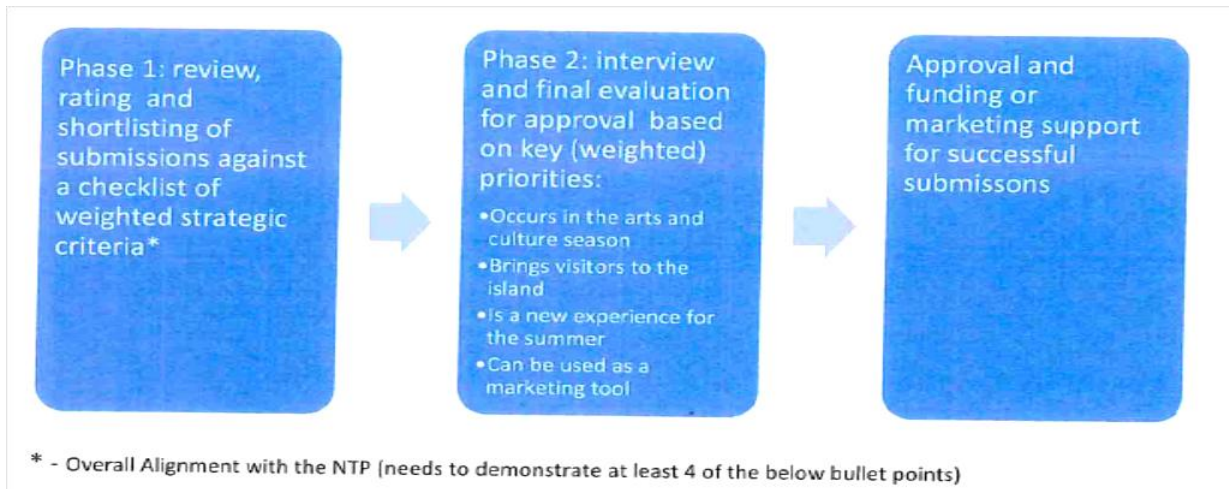 Phase 1: review,
rating and
shortlisting of
submissions against
a checklist of
weighted strategic
criteria*
Phase 2: interview
and final evaluation
for approval based
on key (weighted)
priorities:
•Occurs in the arts and
culture season
•Brings visitors to the
island
•Is a new experience for
the summer
•Can be used as a
marketing tool
Approval and
funding or
marketing support
for successful
submissons
* - Overall Alignment with the NTP (needs to demonstrate at least 4 of the below bullet points)